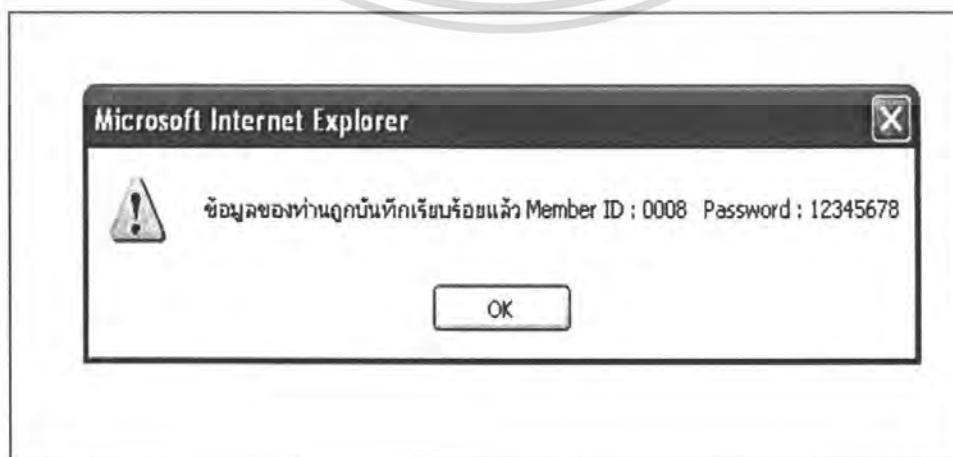 Microsoft Internet Explorer
ข้อมูลของท่านถูกบันทึกเรียบร้อยแล้ว Member ID : 0008 Password : 12345678
OK